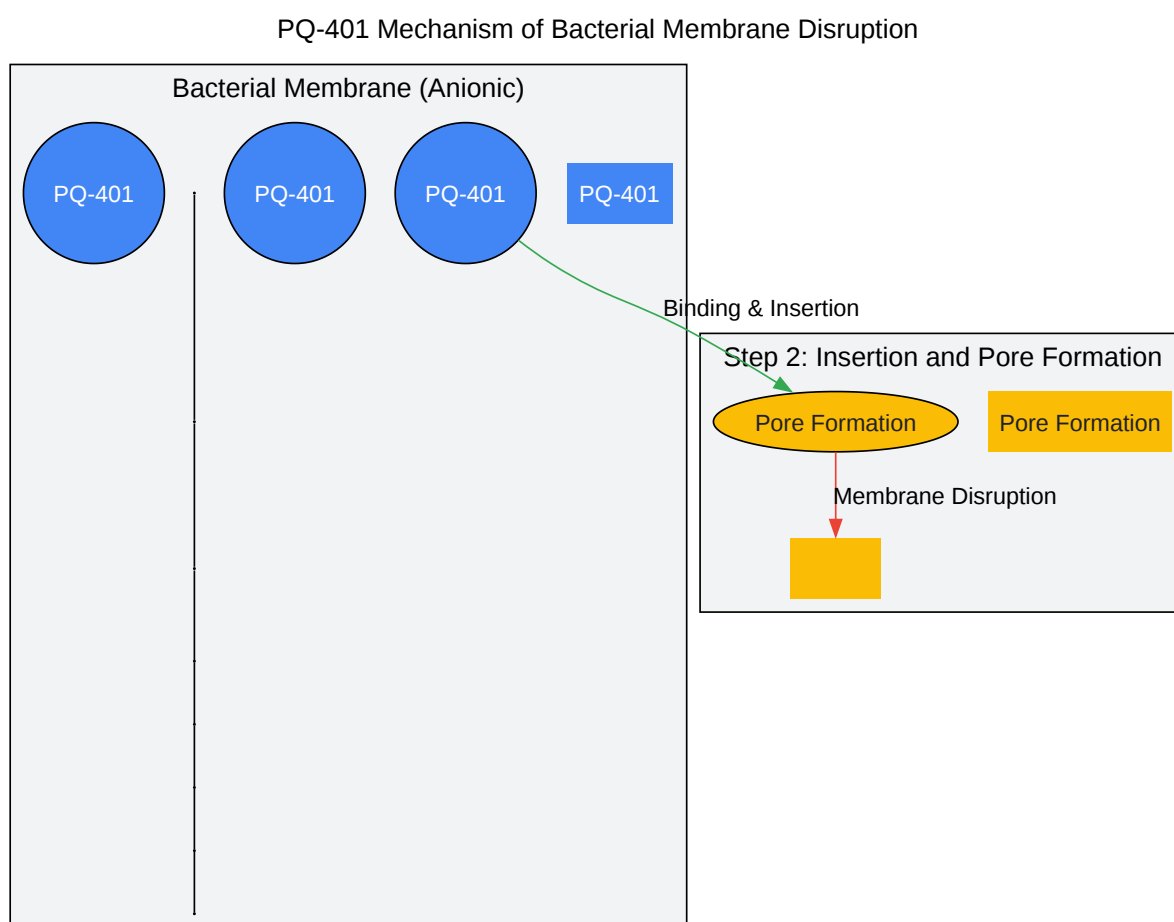 PQ-401 Mechanism of Bacterial Membrane Disruption
Bacterial Membrane (Anionic)
PQ-401
PQ-401
PQ-401
PQ-401
Binding & Insertion
Step 2: Insertion and Pore Formation
Pore Formation
Pore Formation
Membrane Disruption